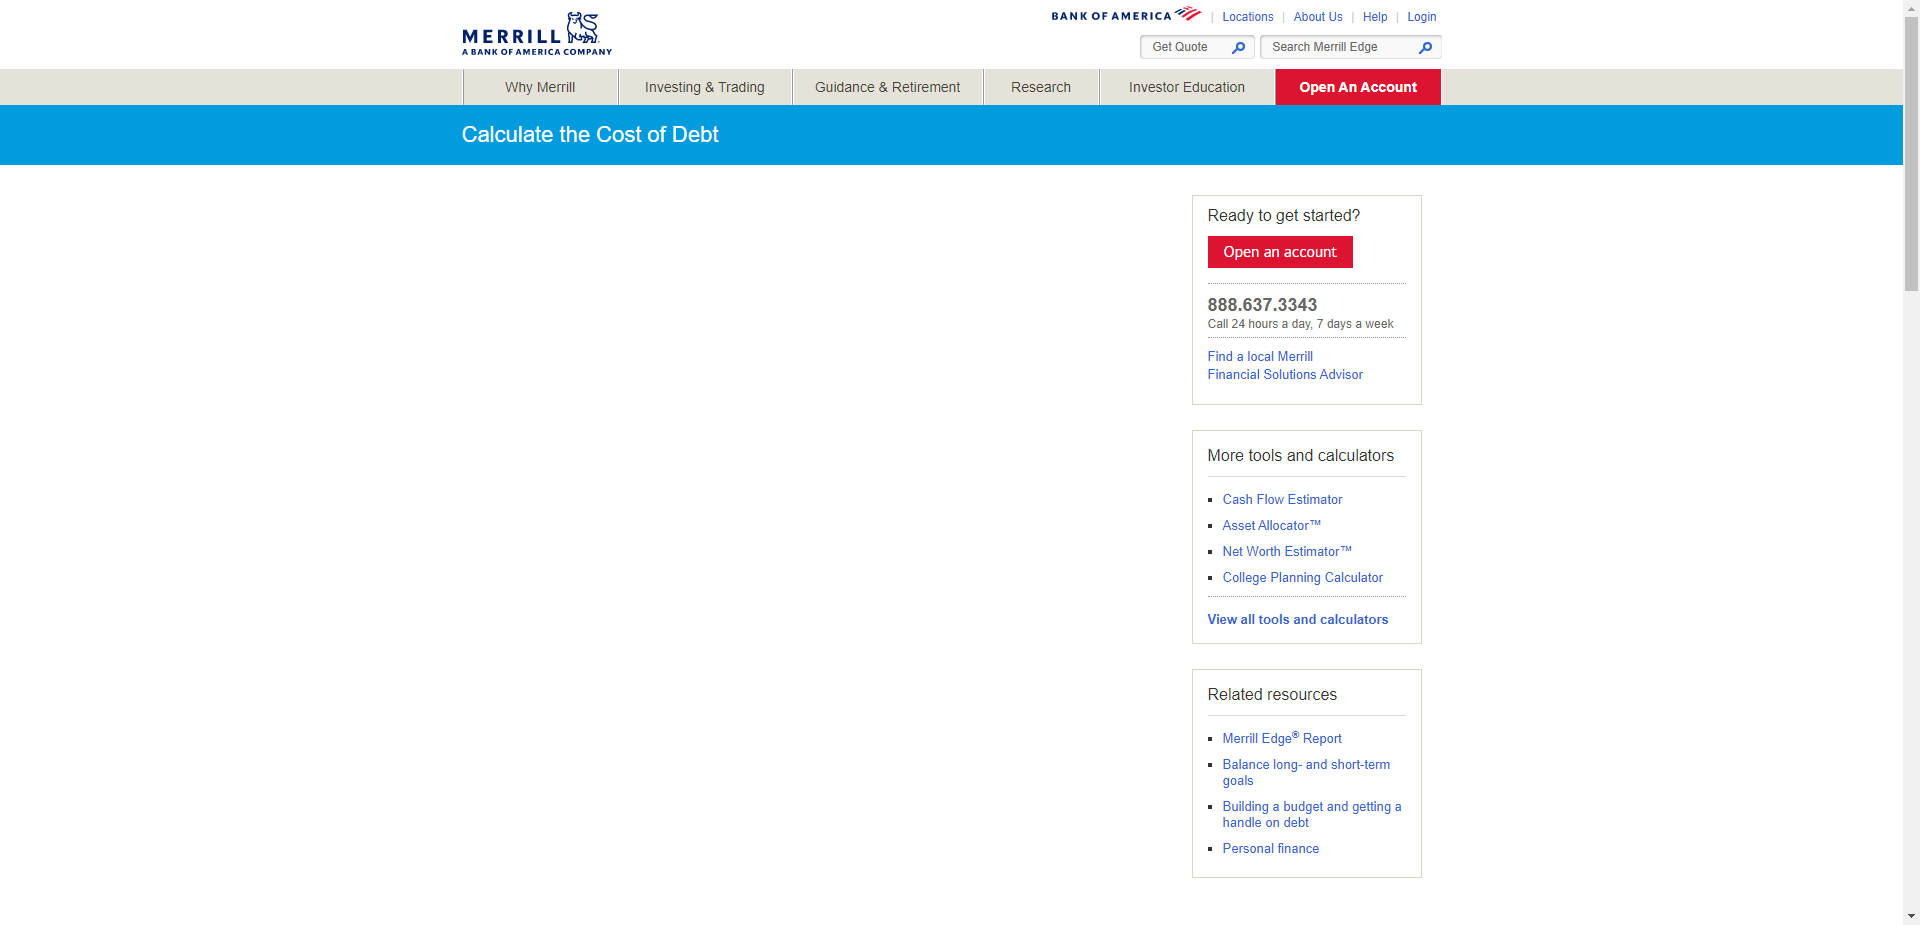 MERRILL
A BANK OF AMERICA COMPANY
BANK OF AMERICA | Locations | About Us | Help | Login
Get Quote Search Merrill Edge
Why Merrill Investing & Trading Guidance & Retirement Research Investor Education Open An Account
Calculate the Cost of Debt
Ready to get started?
Open an account
888.637.3343
Call 24 hours a day, 7 days a week
Find a local Merrill
Financial Solutions Advisor
More tools and calculators
Cash Flow Estimator
Asset Allocator™
Net Worth Estimator™
College Planning Calculator
View all tools and calculators
Related resources
Merrill Edge® Report
Balance long- and short-term
goals
Building a budget and getting a
handle on debt
Personal finance